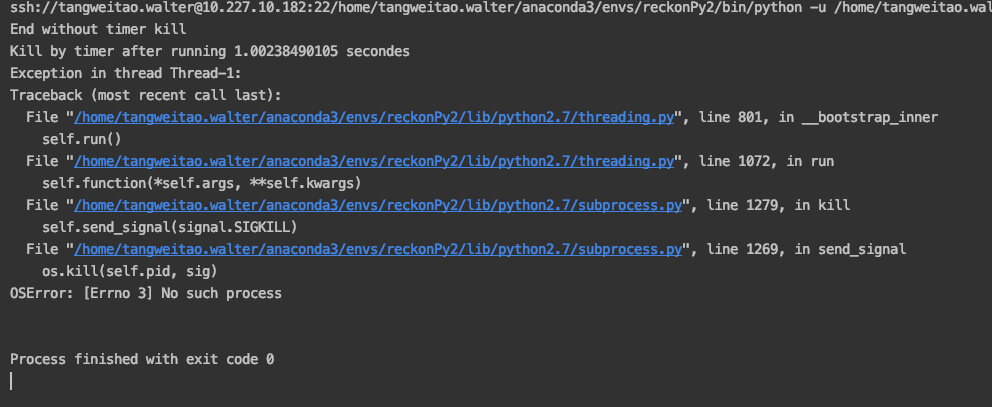 ssh://tangweitao.walter@10.227.10.182:22/home/tangweitao.walter/anaconda3/envs/reckonPy2/bin/python -u /home/tangweitao.wal
End without timer kill
Kill by timer after running 1.00238490105 secondes
Exception in thread Thread-1:
Traceback (most recent call last):
  File "/home/tangweitao.walter/anaconda3/envs/reckonPy2/lib/python2.7/threading.py", line 801, in __bootstrap_inner
    self.run()
  File "/home/tangweitao.walter/anaconda3/envs/reckonPy2/lib/python2.7/threading.py", line 1072, in run
    self.function(*self.args, **self.kwargs)
  File "/home/tangweitao.walter/anaconda3/envs/reckonPy2/lib/python2.7/subprocess.py", line 1279, in kill
    self.send_signal(signal.SIGKILL)
  File "/home/tangweitao.walter/anaconda3/envs/reckonPy2/lib/python2.7/subprocess.py", line 1269, in send_signal
    os.kill(self.pid, sig)
OSError: [Errno 3] No such process
Process finished with exit code 0